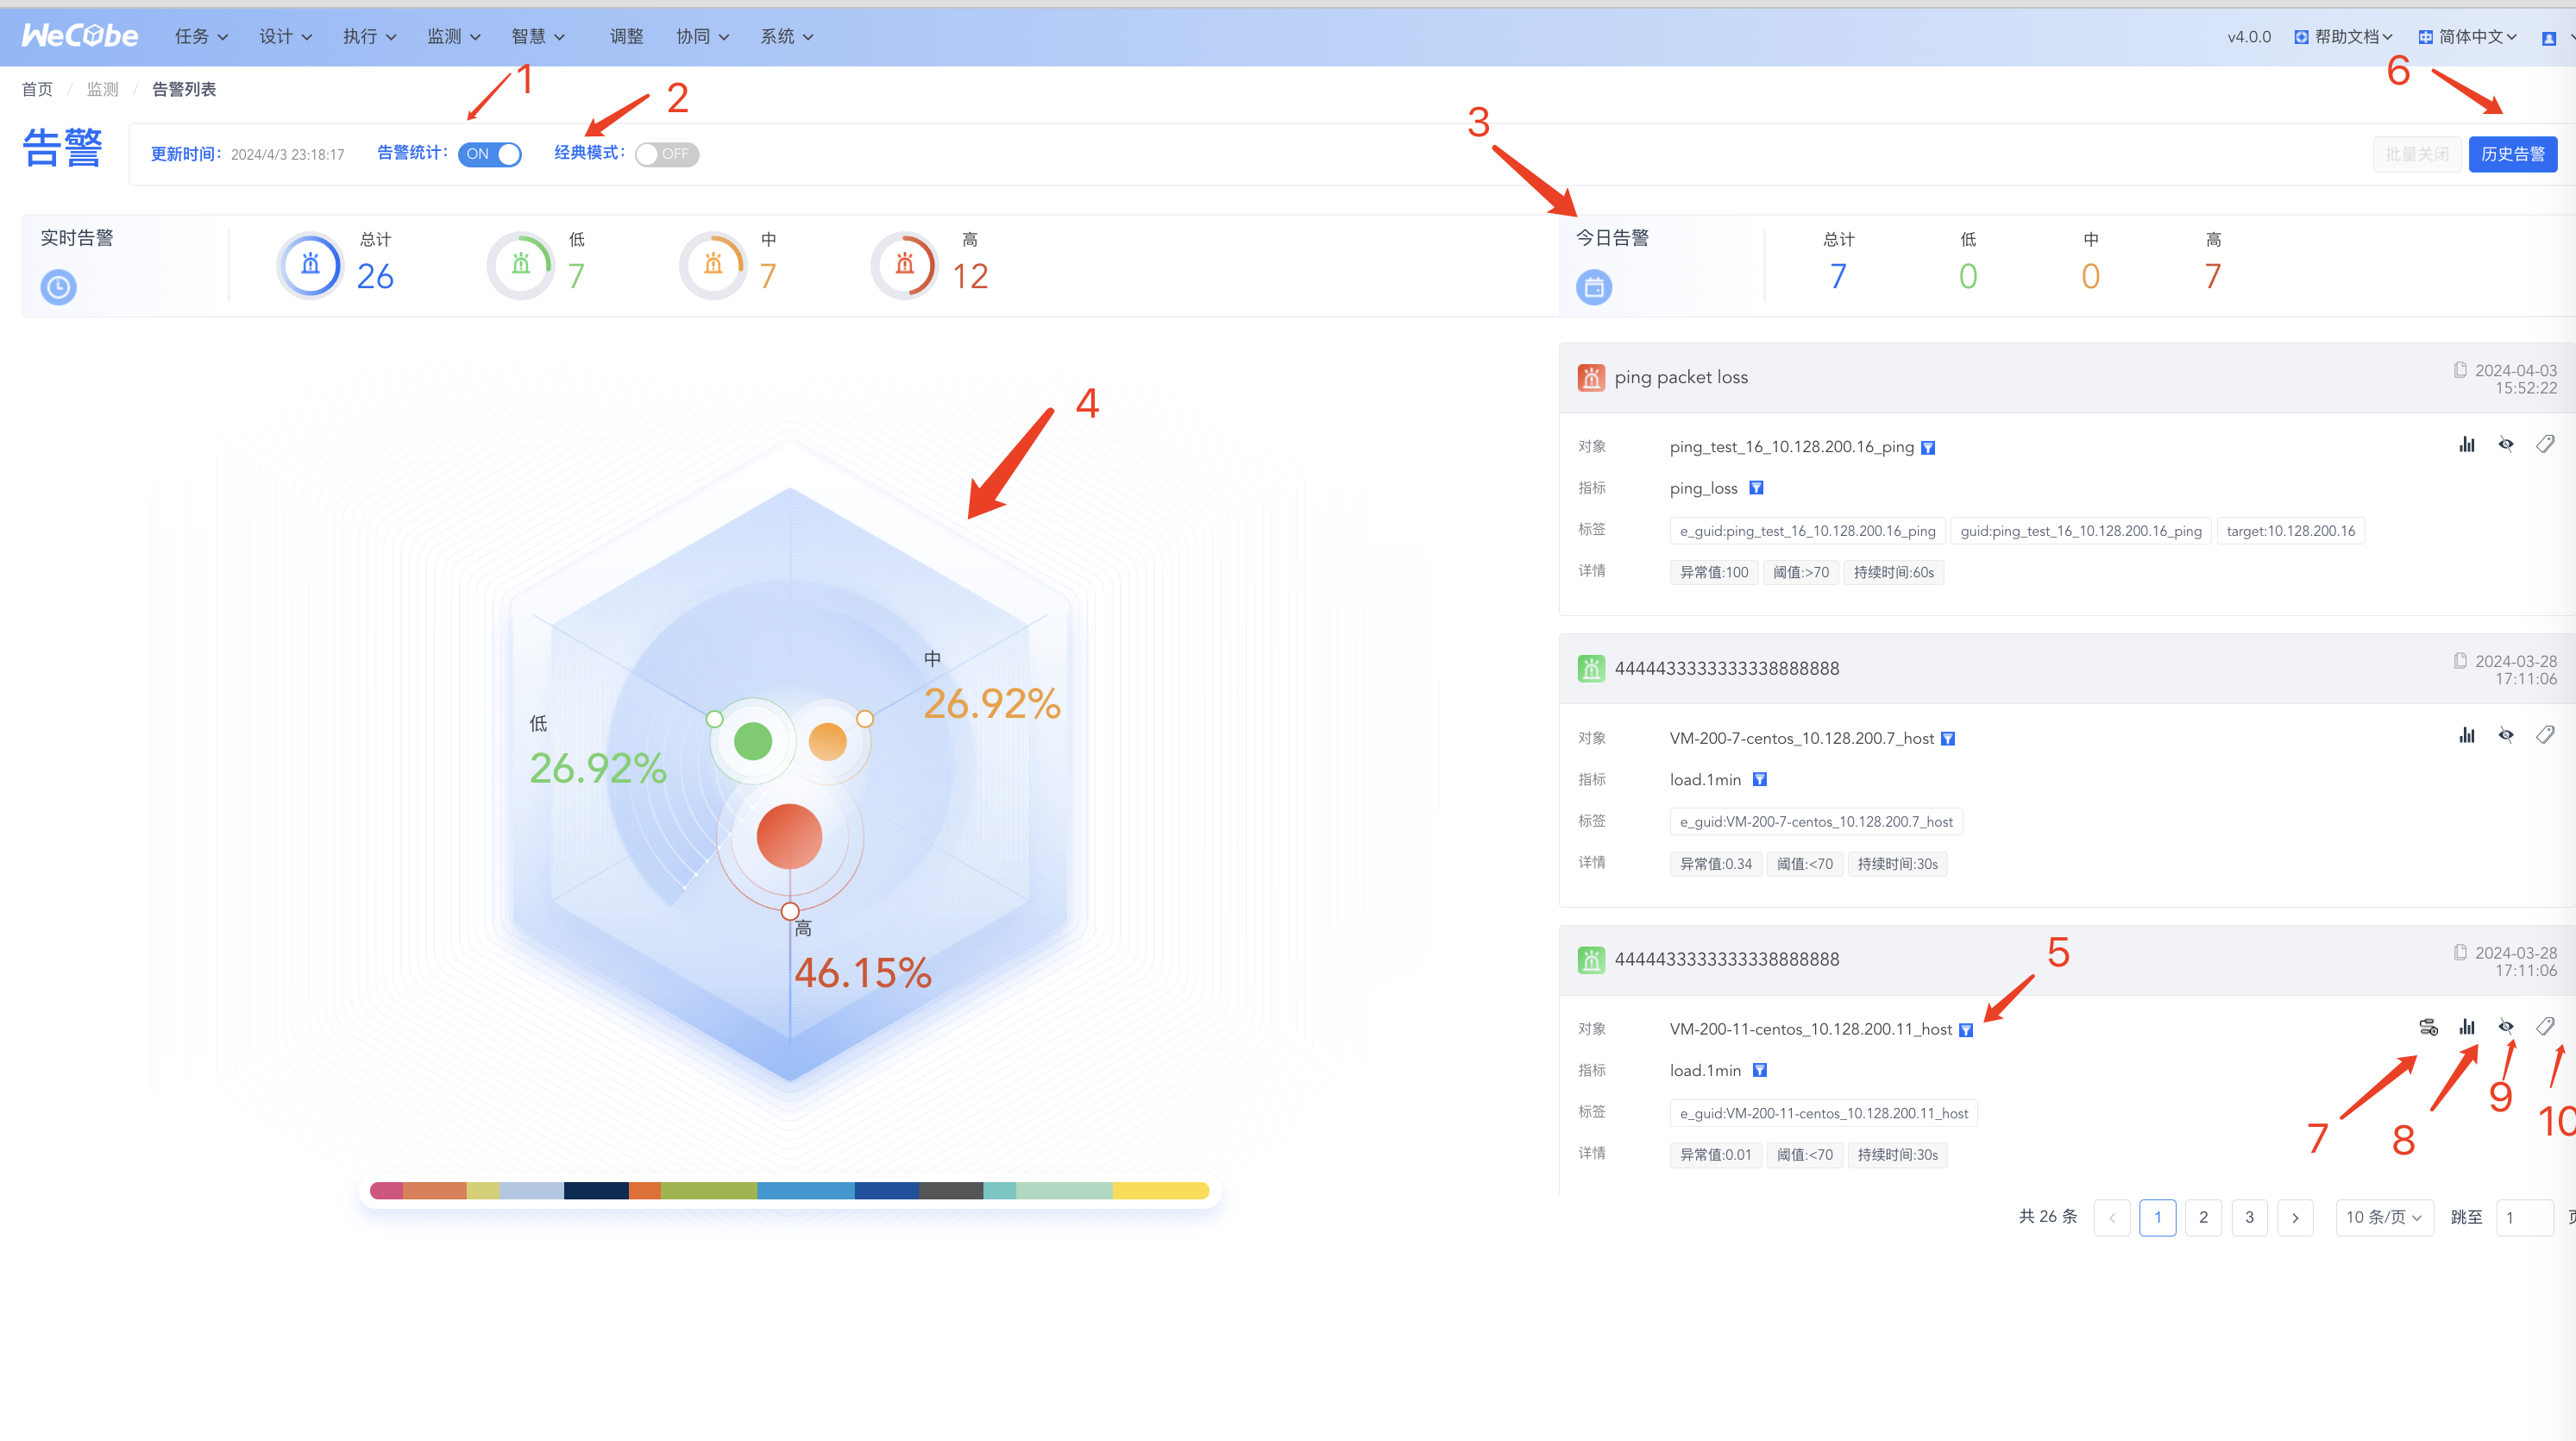 WeCube 任务 设计 执行 监测 智慧 调整 协同 系统 v4.0.0 帮助文档 简体中文
首页 / 监测 / 告警列表
1
2
3
6
告警 更新时间: 2024/4/3 23:18:17 告警统计: ON 经典模式: OFF 批量关闭 历史告警
实时告警 总计 26 低 7 中 7 高 12
今日告警 总计 7 低 0 中 0 高 7
4
中
26.92%
低
26.92%
高
46.15%
ping packet loss 2024-04-03
15:52:22
对象 ping_test_16_10.128.200.16_ping
指标 ping_loss
标签 e_guid:ping_test_16_10.128.200.16_ping guid:ping_test_16_10.128.200.16_ping target:10.128.200.16
详情 异常值:100 阈值:>70 持续时间:60s
4444433333333338888888 2024-03-28
17:11:06
对象 VM-200-7-centos_10.128.200.7_host
指标 load.1min
标签 e_guid:VM-200-7-centos_10.128.200.7_host
详情 异常值:0.34 阈值:<70 持续时间:30s
4444433333333338888888 2024-03-28
17:11:06
5
对象 VM-200-11-centos_10.128.200.11_host
指标 load.1min
标签 e_guid:VM-200-11-centos_10.128.200.11_host
详情 异常值:0.01 阈值:<70 持续时间:30s
7
8
9
10
共 26 条 1 2 3 10 条/页 跳至 1